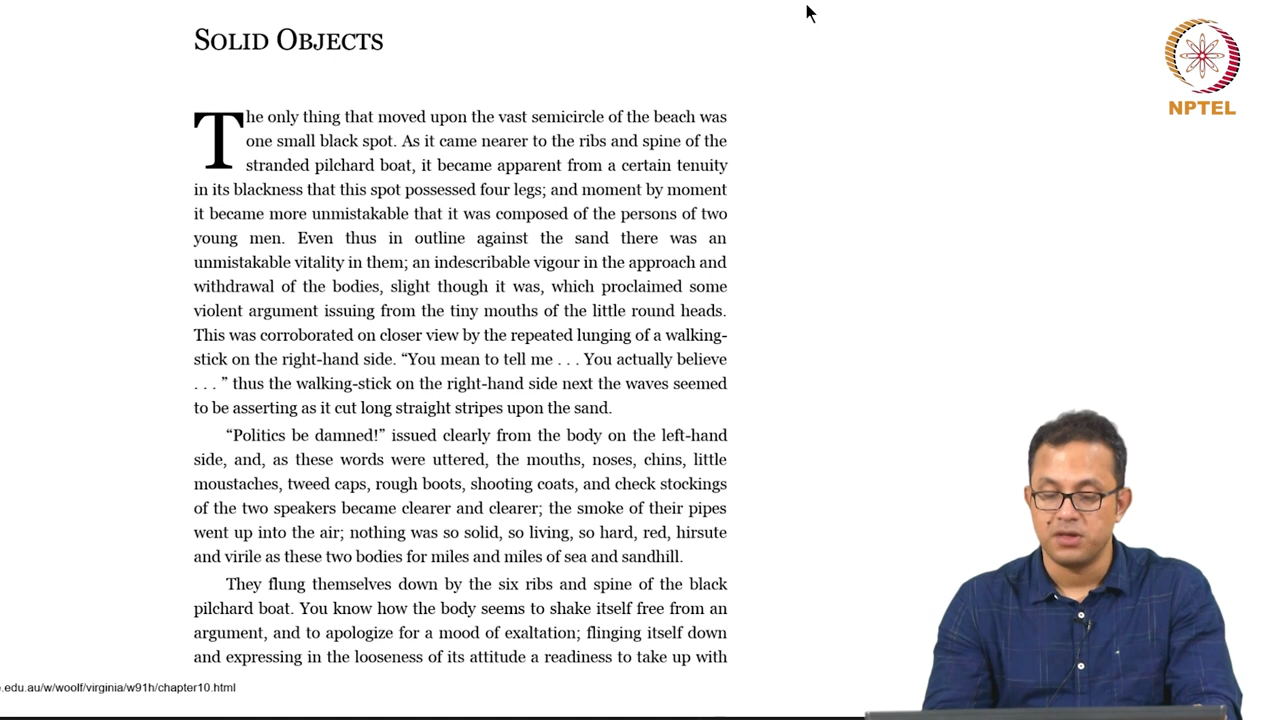 SOLID OBJECTS
NPTEL
The only thing that moved upon the vast semicircle of the beach was
one small black spot. As it came nearer to the ribs and spine of the
stranded pilchard boat, it became apparent from a certain tenuity
in its blackness that this spot possessed four legs; and moment by moment
it became more unmistakable that it was composed of the persons of two
young men. Even thus in outline against the sand there was an
unmistakable vitality in them; an indescribable vigour in the approach and
withdrawal of the bodies, slight though it was, which proclaimed some
violent argument issuing from the tiny mouths of the little round heads.
This was corroborated on closer view by the repeated lunging of a walking-
stick on the right-hand side. “You mean to tell me . . . You actually believe
. . . ” thus the walking-stick on the right-hand side next the waves seemed
to be asserting as it cut long straight stripes upon the sand.
“Politics be damned!” issued clearly from the body on the left-hand
side, and, as these words were uttered, the mouths, noses, chins, little
moustaches, tweed caps, rough boots, shooting coats, and check stockings
of the two speakers became clearer and clearer; the smoke of their pipes
went up into the air; nothing was so solid, so living, so hard, red, hirsute
and virile as these two bodies for miles and miles of sea and sandhill.
They flung themselves down by the six ribs and spine of the black
pilchard boat. You know how the body seems to shake itself free from an
argument, and to apologize for a mood of exaltation; flinging itself down
and expressing in the looseness of its attitude a readiness to take up with
.edu.au/w/woolf/virginia/w91h/chapter10.html